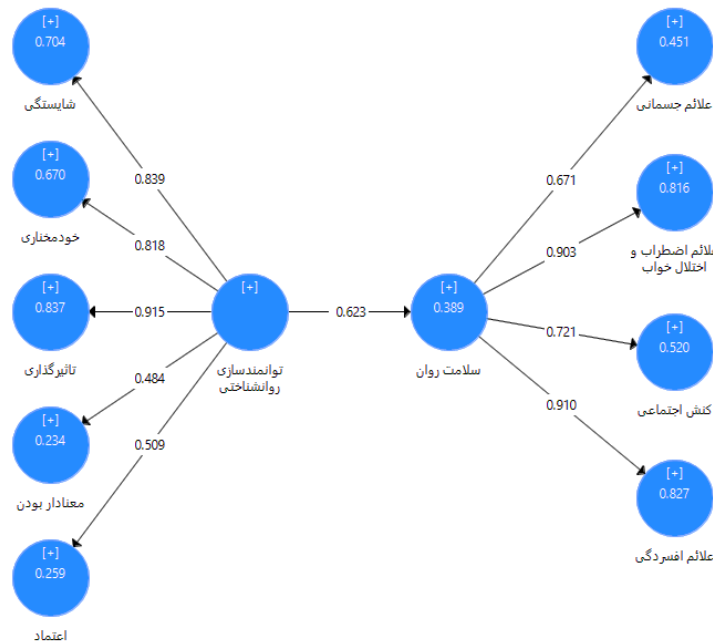 [+]
0.704
شایستگی
[+]
0.451
علائم جسمانی
0.839
0.671
[+]
0.670
خودمختاری
[+]
0.816
علائم اضطراب و
اختلال خواب
0.818
0.903
[+]
0.837
تاثیرگذاری
0.915
[+]
توانمندسازی
روانشناختی
0.623
[+]
0.389
سلامت روان
0.721
[+]
0.520
کنش اجتماعی
0.484
0.910
[+]
0.234
معنادار بودن
0.509
[+]
0.827
علائم افسردگی
[+]
0.259
اعتماد